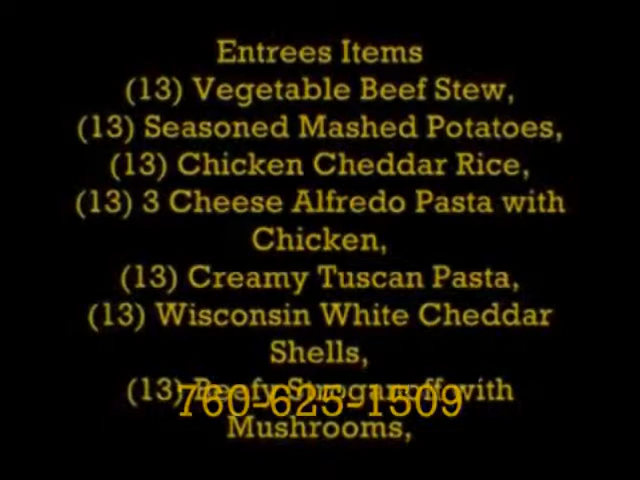 Entrees Items
(13) Vegetable Beef Stew,
(13) Seasoned Mashed Potatoes,
(13) Chicken Cheddar Rice,
(13) 3 Cheese Alfredo Pasta with
Chicken,
(13) Creamy Tuscan Pasta,
(13) Wisconsin White Cheddar
Shells,
(13) Beefy Stroganoff with
760-625-1509
Mushrooms,